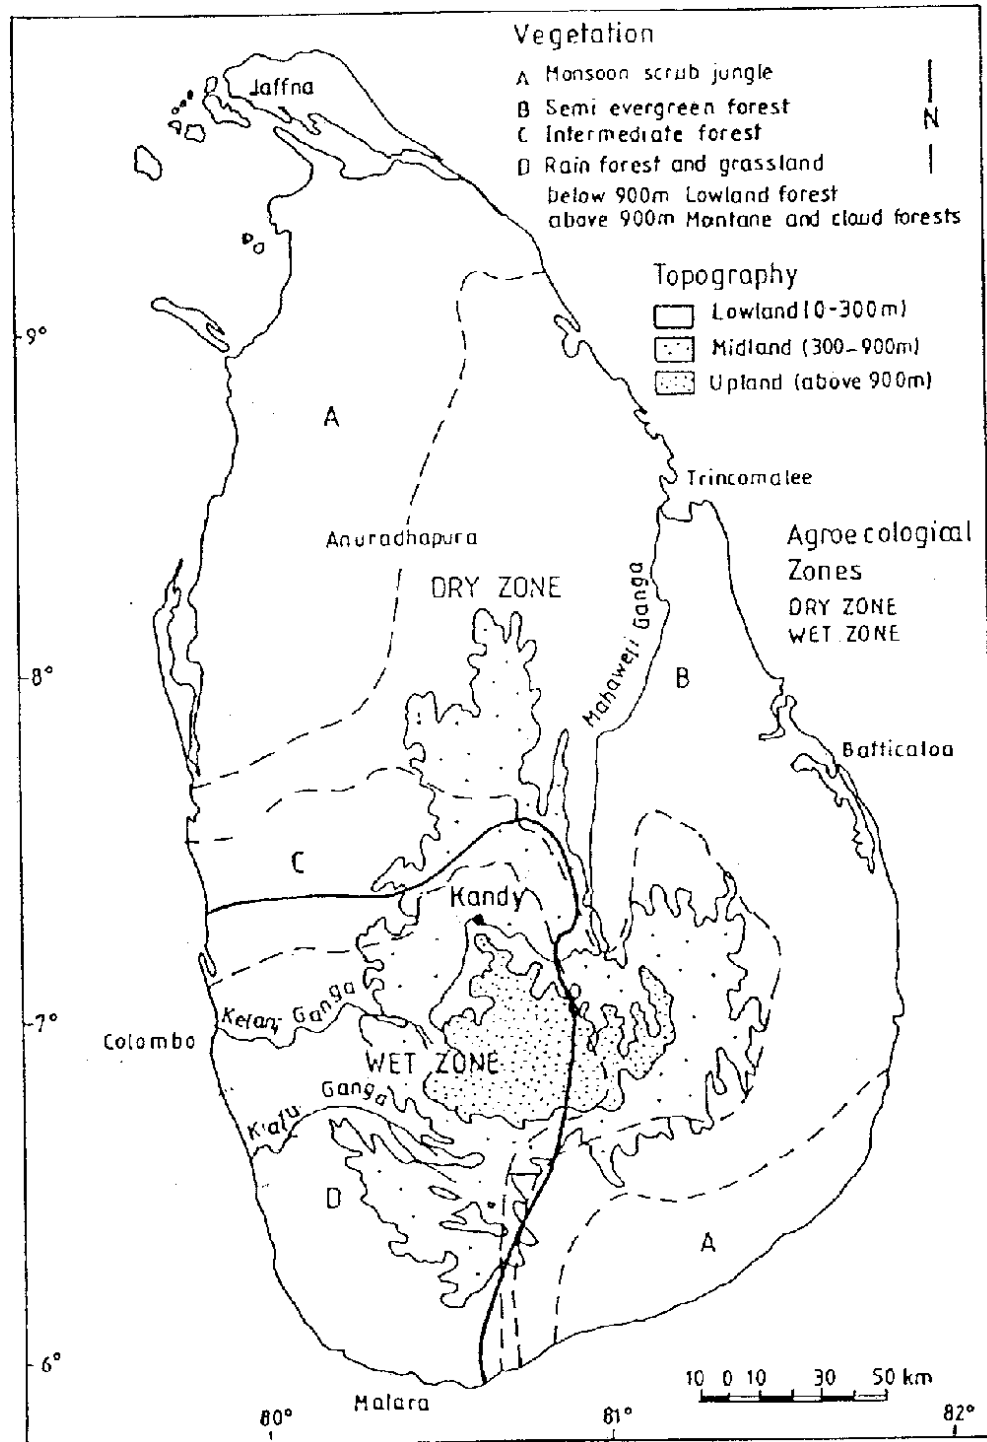 Vegetation
A Monsoon scrub jungle
B Semi evergreen forest
C Intermediate forest
D Rain forest and grassland
below 900m Lowland forest
above 900m Montane and cloud forests
N
Jaffna
Topography
Lowland (0-300m)
Midland (300-900m)
Upland (above 900m)
9°
A
Trincomalee
Anuradhapura
Agroecological
Zones
DRY ZONE
WET ZONE
DRY ZONE
Mahaweli Ganga
8°
B
Batticaloa
C
Kandy
Kelani Ganga
7°
Colombo
WET ZONE
Kalu Ganga
D
A
6°
Matara
10 0 10 30 50 km
80° 81° 82°